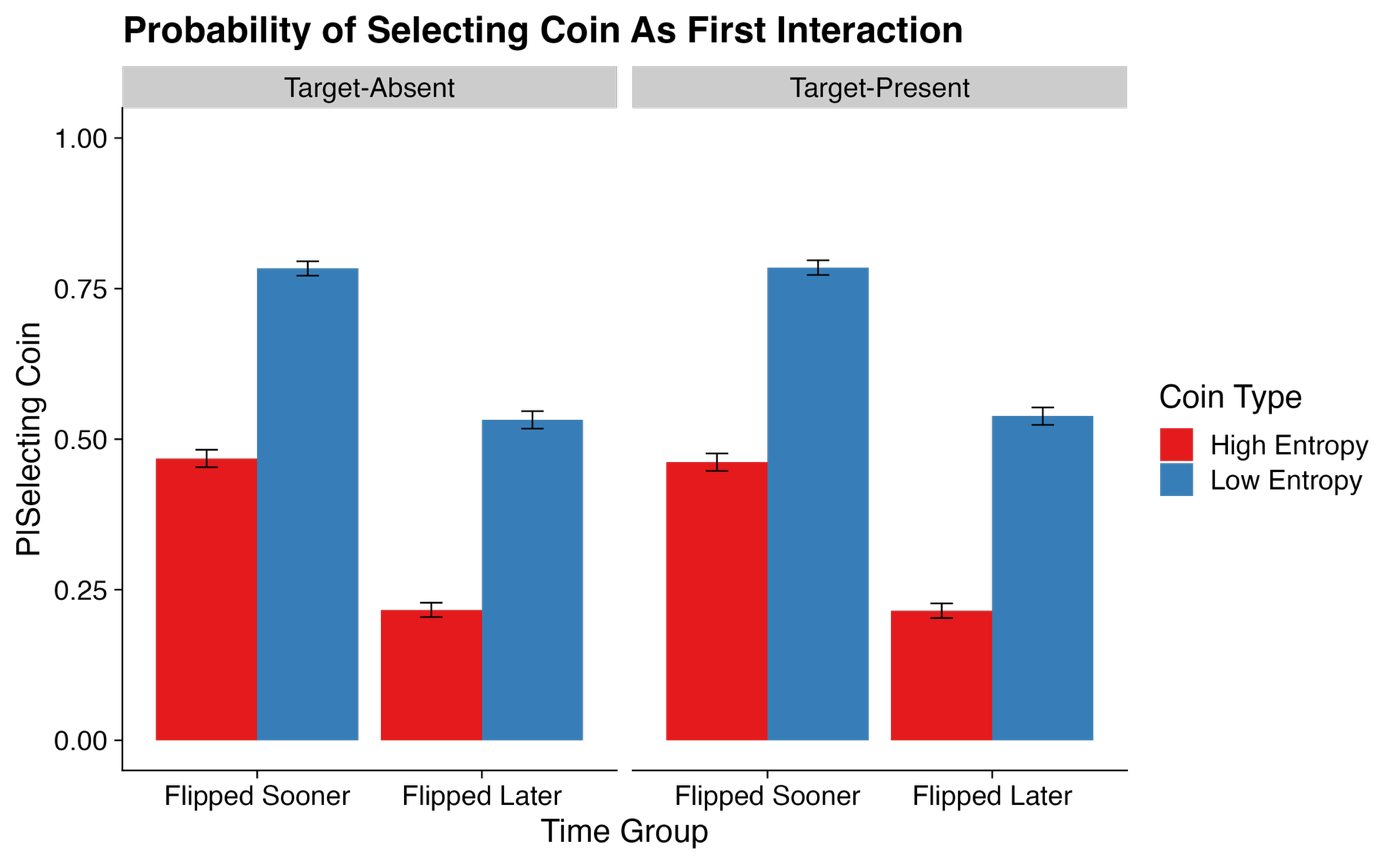 Probability of Selecting Coin As First Interaction
Target-Absent
Target-Present
PISelecting Coin
1.00
0.75
0.50
0.25
0.00
Flipped Sooner
Flipped Later
Flipped Sooner
Flipped Later
Time Group
Coin Type
High Entropy
Low Entropy